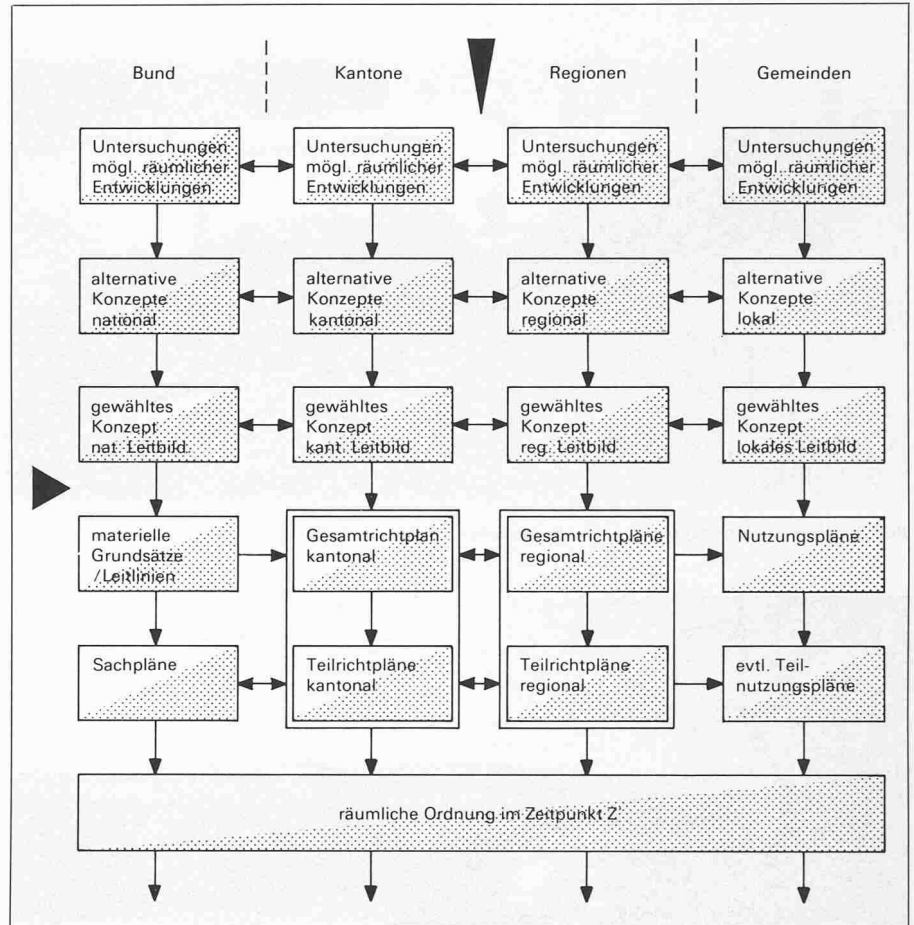 Bund
Kantone
Regionen
Gemeinden
Untersuchungen
mögl. räumlicher
Entwicklungen
Untersuchungen
mögl. räumlicher
Entwicklungen
Untersuchungen
mögl. räumlicher
Entwicklungen
Untersuchungen
mögl. räumlicher
Entwicklungen
alternative
Konzepte
national
alternative
Konzepte
kantonal
alternative
Konzepte
regional
alternative
Konzepte
lokal
gewähltes
Konzept
nat. Leitbild
gewähltes
Konzept
kant. Leitbild
gewähltes
Konzept
reg. Leitbild
gewähltes
Konzept
lokales Leitbild
materielle
Grundsätze
/Leitlinien
Gesamtrichtplan
kantonal
Gesamtrichtpläne
regional
Nutzungspläne
Sachpläne
Teilrichtpläne
kantonal
Teilrichtpläne
regional
evtl. Teil-
nutzungspläne
räumliche Ordnung im Zeitpunkt Z'